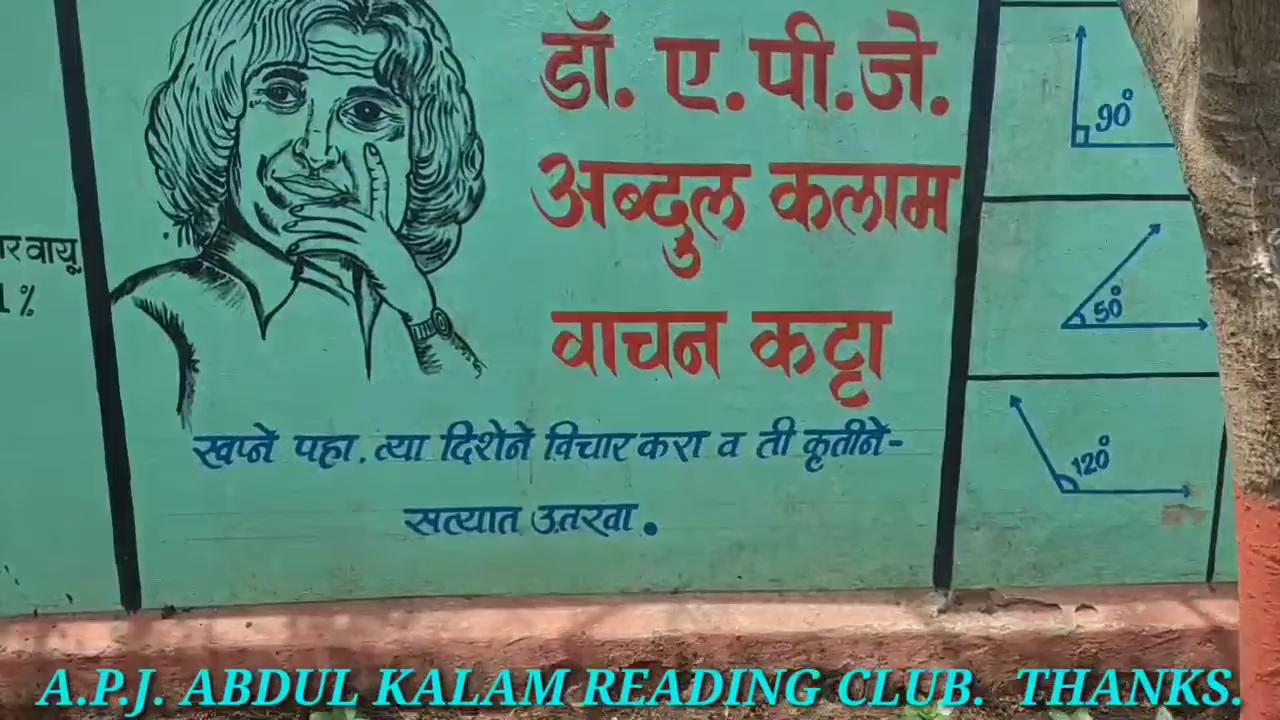 डॉ. ए. पी. जे.
अब्दुल कलाम
वाचन कट्टा
स्वप्ने पहा. त्या दिशेने विचार करा व ती कृतीने-
सत्यात उतरवा.
वायू
%
90°
50°
120°
A.P.J. ABDUL KALAM READING CLUB. THANKS.